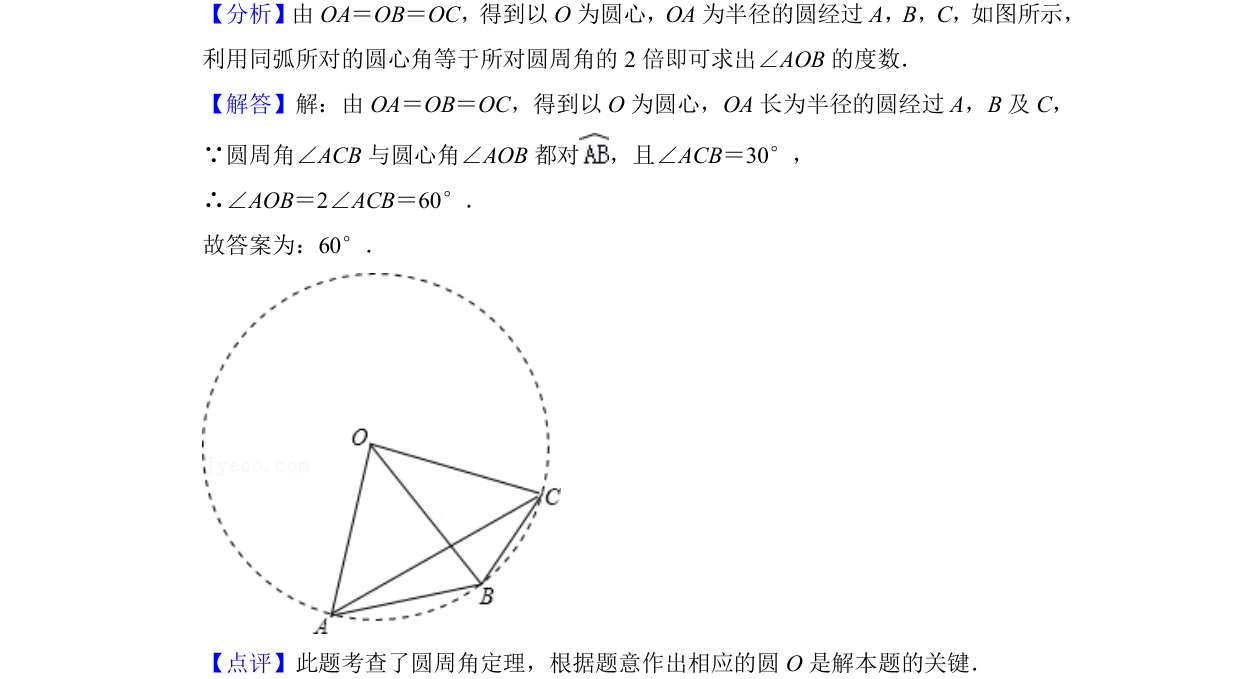 【分析】由 OA＝OB＝OC，得到以 O 为圆心，OA 为半径的圆经过 A，B，C，如图所示，
利用同弧所对的圆心角等于所对圆周角的 2 倍即可求出∠AOB 的度数．
【解答】解：由 OA＝OB＝OC，得到以 O 为圆心，OA 长为半径的圆经过 A，B 及 C，
∵圆周角∠ACB 与圆心角∠AOB 都对AB，且∠ACB＝30°，
∴∠AOB＝2∠ACB＝60°．
故答案为：60°．
O
jyeoo.com
C
B
A
【点评】此题考查了圆周角定理，根据题意作出相应的圆 O 是解本题的关键．